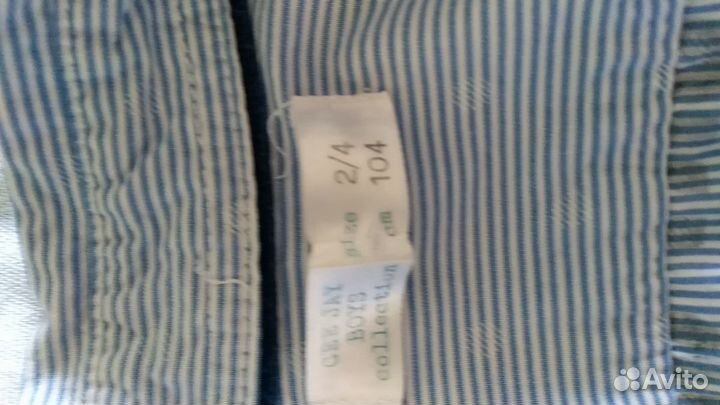 GEE JAY
BOYS
collection
size 2/4
cm 104
Avito